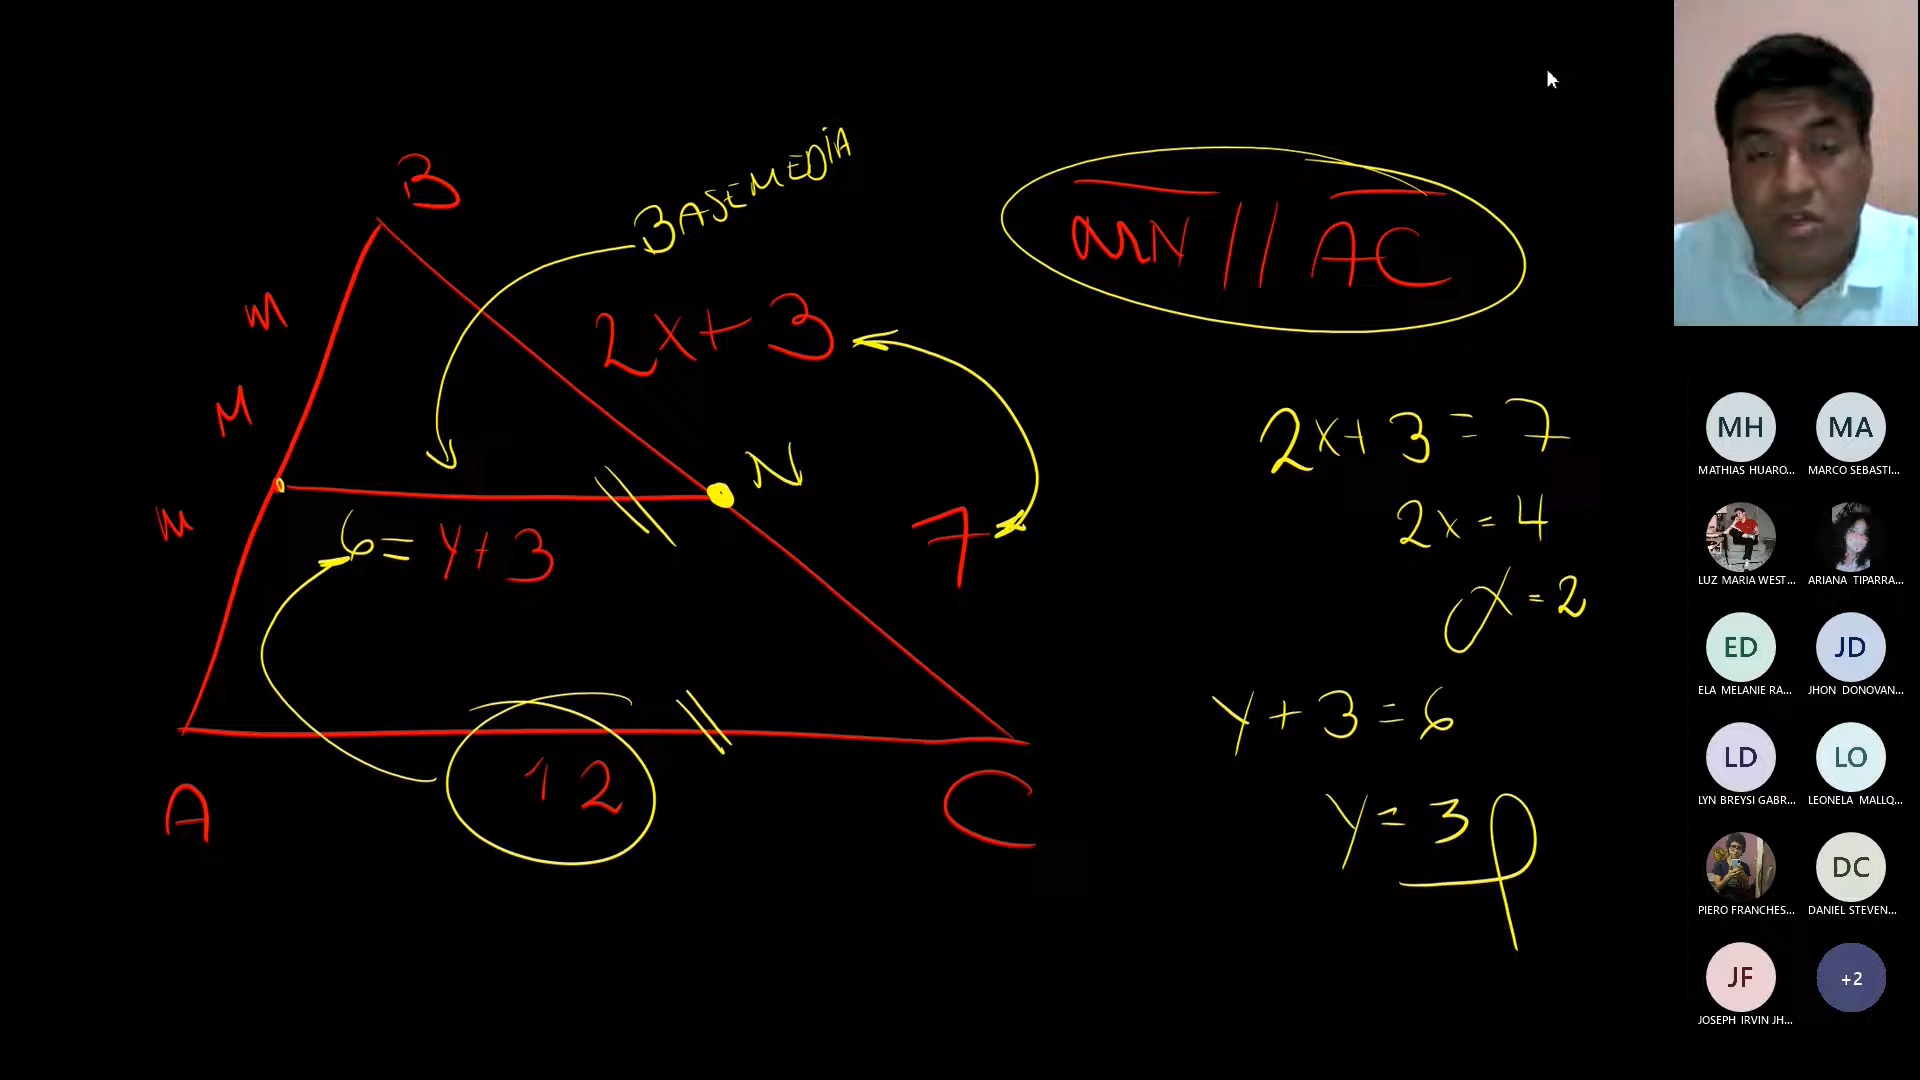 B
BASEMEDIA
MN // AC
m
2x+3
M
2x+3=7
N
m
6= y+3
7
2x=4
x=2
y+3=6
12
A
C
y=3
MH
MATHIAS HUARO...
MA
MARCO SEBASTI...
LUZ MARIA WEST...
ARIANA TIPARRA...
ED
ELA MELANIE RA...
JD
JHON DONOVAN...
LD
LYN BREYSI GABR...
LO
LEONELA MALLQ...
PIERO FRANCHES...
DC
DANIEL STEVEN...
JF
JOSEPH IRVIN JH...
+2